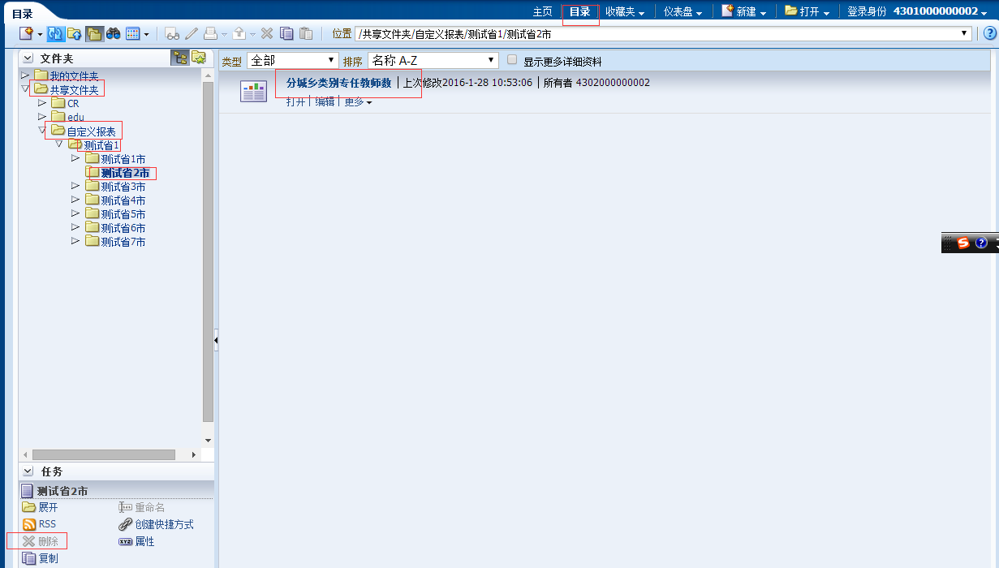 目录
主页 目录 收藏夹 仪表盘 新建 打开 登录身份 4301000000002
位置 /共享文件夹/自定义报表/测试省1/测试省2市
文件夹
类型 全部 排序 名称 A-Z 显示更多详细资料
我的文件夹
共享文件夹
CR
edu
自定义报表
测试省1
测试省1市
测试省2市
测试省3市
测试省4市
测试省5市
测试省6市
测试省7市
分城乡类别专任教师数 上次修改2016-1-28 10:53:06 所有者 4302000000002
打开 编辑 更多
任务
测试省2市
展开 重命名
RSS 创建快捷方式
删除 XYZ 属性
复制